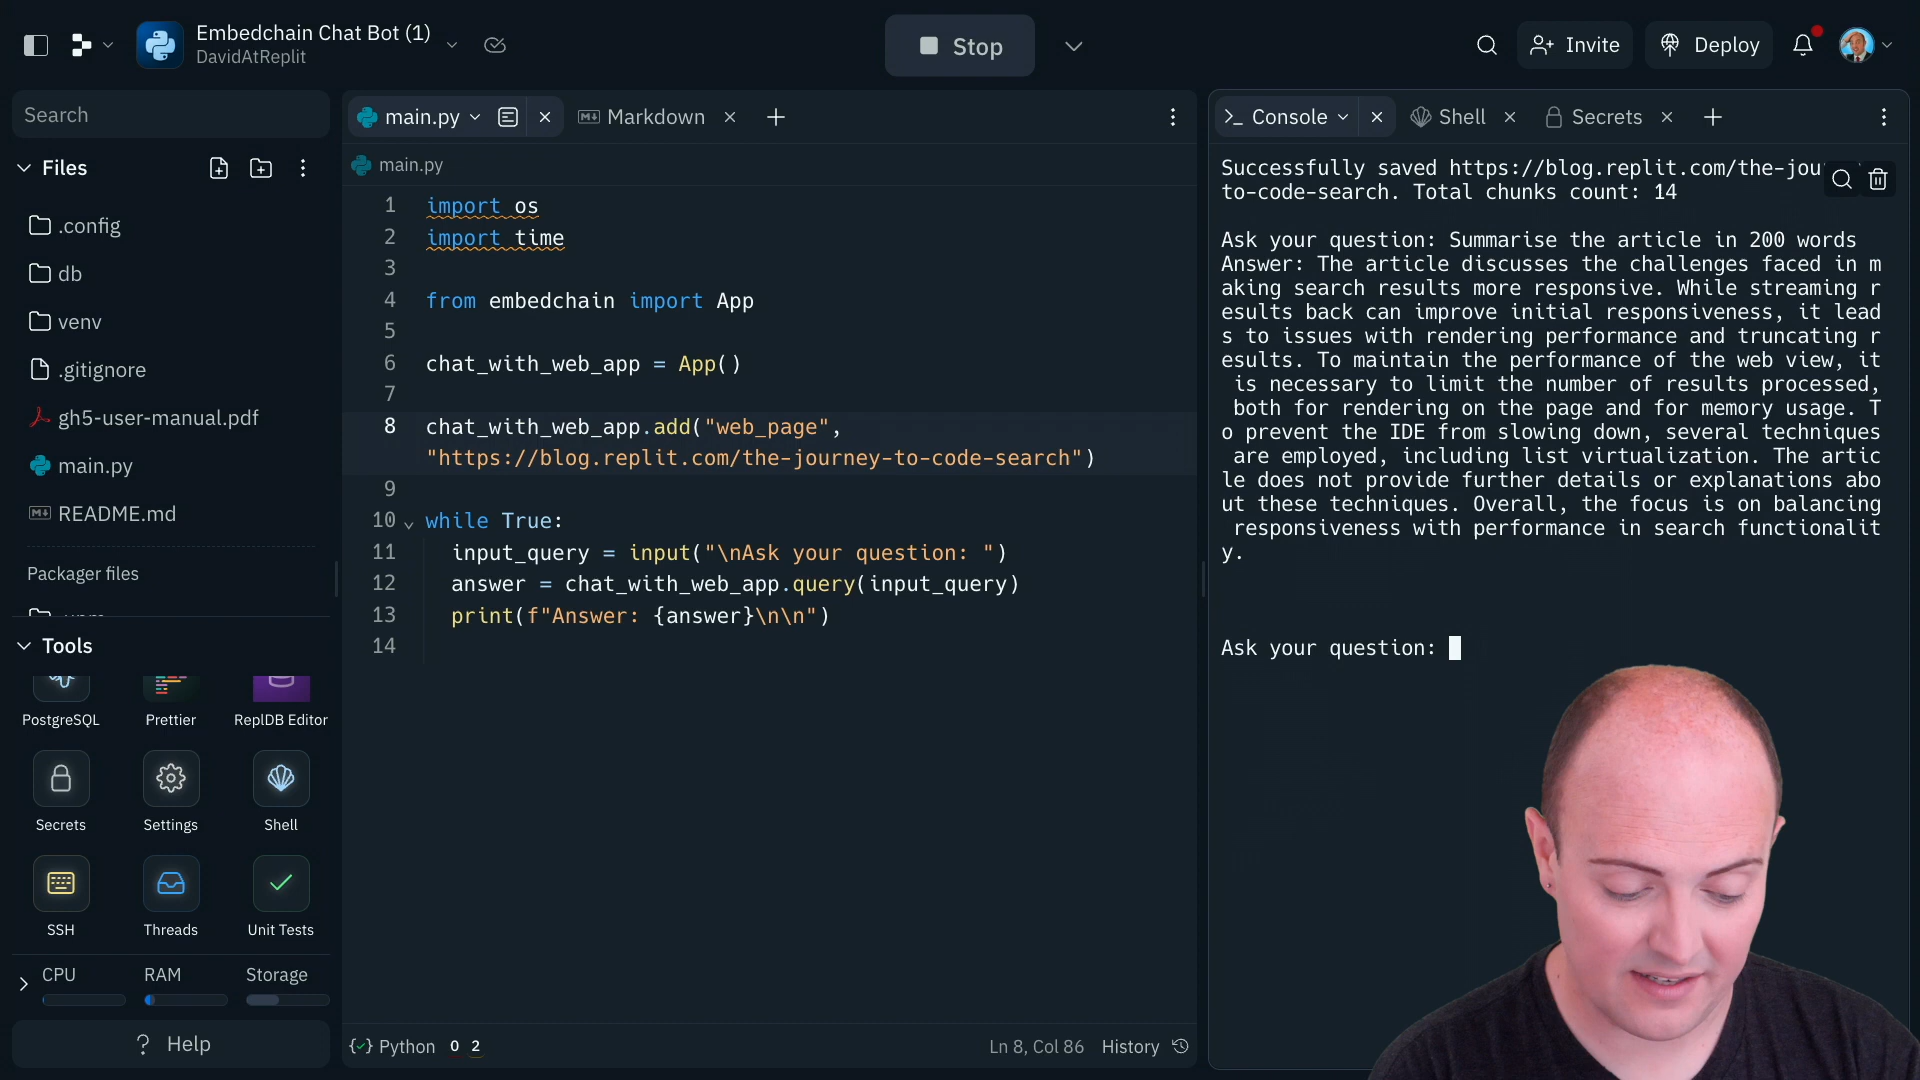 Embedchain Chat Bot (1)
DavidAtReplit
Stop
Invite
Deploy
Search
Files
.config
db
venv
.gitignore
gh5-user-manual.pdf
main.py
README.md
Packager files
Tools
PostgreSQL
Prettier
ReplDB Editor
Secrets
Settings
Shell
SSH
Threads
Unit Tests
CPU
RAM
Storage
? Help
main.py
Markdown
main.py
1 import os
2 import time
3
4 from embedchain import App
5
6 chat_with_web_app = App()
7
8 chat_with_web_app.add("web_page",
"https://blog.replit.com/the-journey-to-code-search")
9
10 while True:
11 input_query = input("\nAsk your question: ")
12 answer = chat_with_web_app.query(input_query)
13 print(f"Answer: {answer}\n\n")
14
Python 0 2
Ln 8, Col 86 History
Console
Shell
Secrets
Successfully saved https://blog.replit.com/the-jou
to-code-search. Total chunks count: 14
Ask your question: Summarise the article in 200 words
Answer: The article discusses the challenges faced in m
aking search results more responsive. While streaming r
esults back can improve initial responsiveness, it lead
s to issues with rendering performance and truncating r
esults. To maintain the performance of the web view, it
is necessary to limit the number of results processed,
both for rendering on the page and for memory usage. T
o prevent the IDE from slowing down, several techniques
are employed, including list virtualization. The artic
le does not provide further details or explanations abo
ut these techniques. Overall, the focus is on balancing
responsiveness with performance in search functionalit
y.
Ask your question: